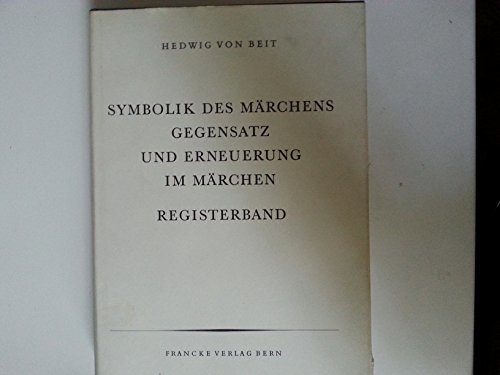 HEDWIG VON BEIT
SYMBOLIK DES MÄRCHENS
GEGENSATZ
UND ERNEUERUNG
IM MÄRCHEN
REGISTERBAND
FRANCKE VERLAG BERN